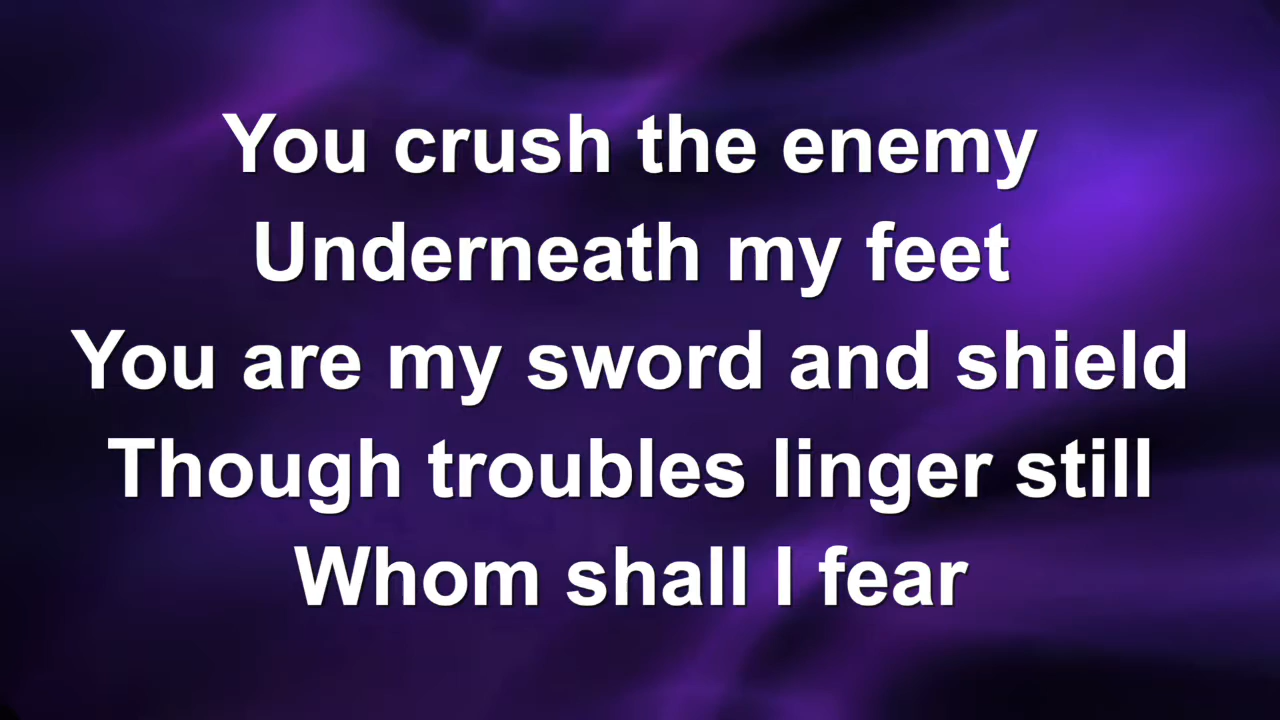 You crush the enemy
Underneath my feet
You are my sword and shield
Though troubles linger still
Whom shall I fear